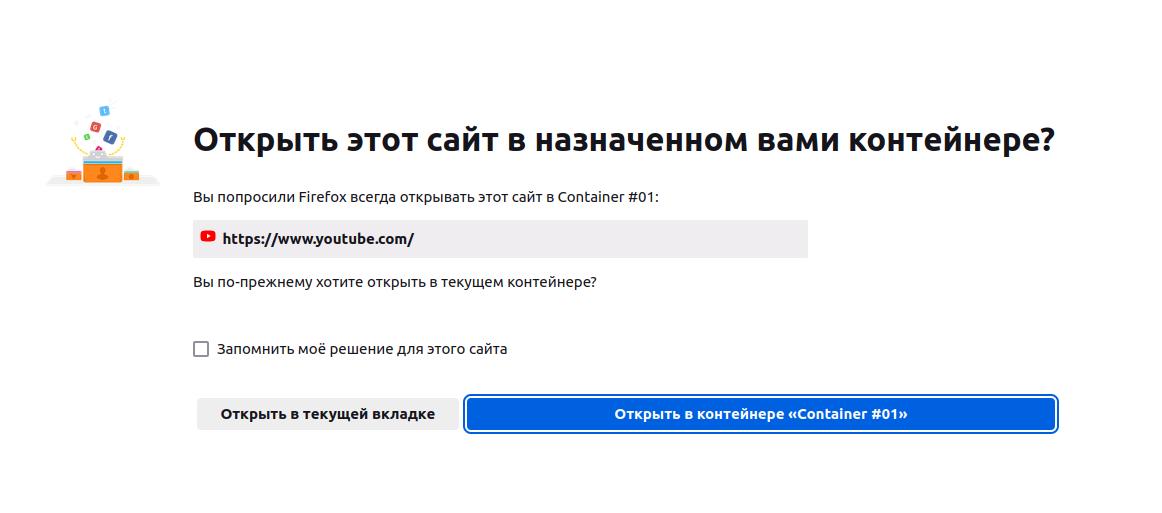 Открыть этот сайт в назначенном вами контейнере?
Вы попросили Firefox всегда открывать этот сайт в Container #01:
https://www.youtube.com/
Вы по-прежнему хотите открыть в текущем контейнере?
Запомнить моё решение для этого сайта
Открыть в текущей вкладке
Открыть в контейнере «Container #01»